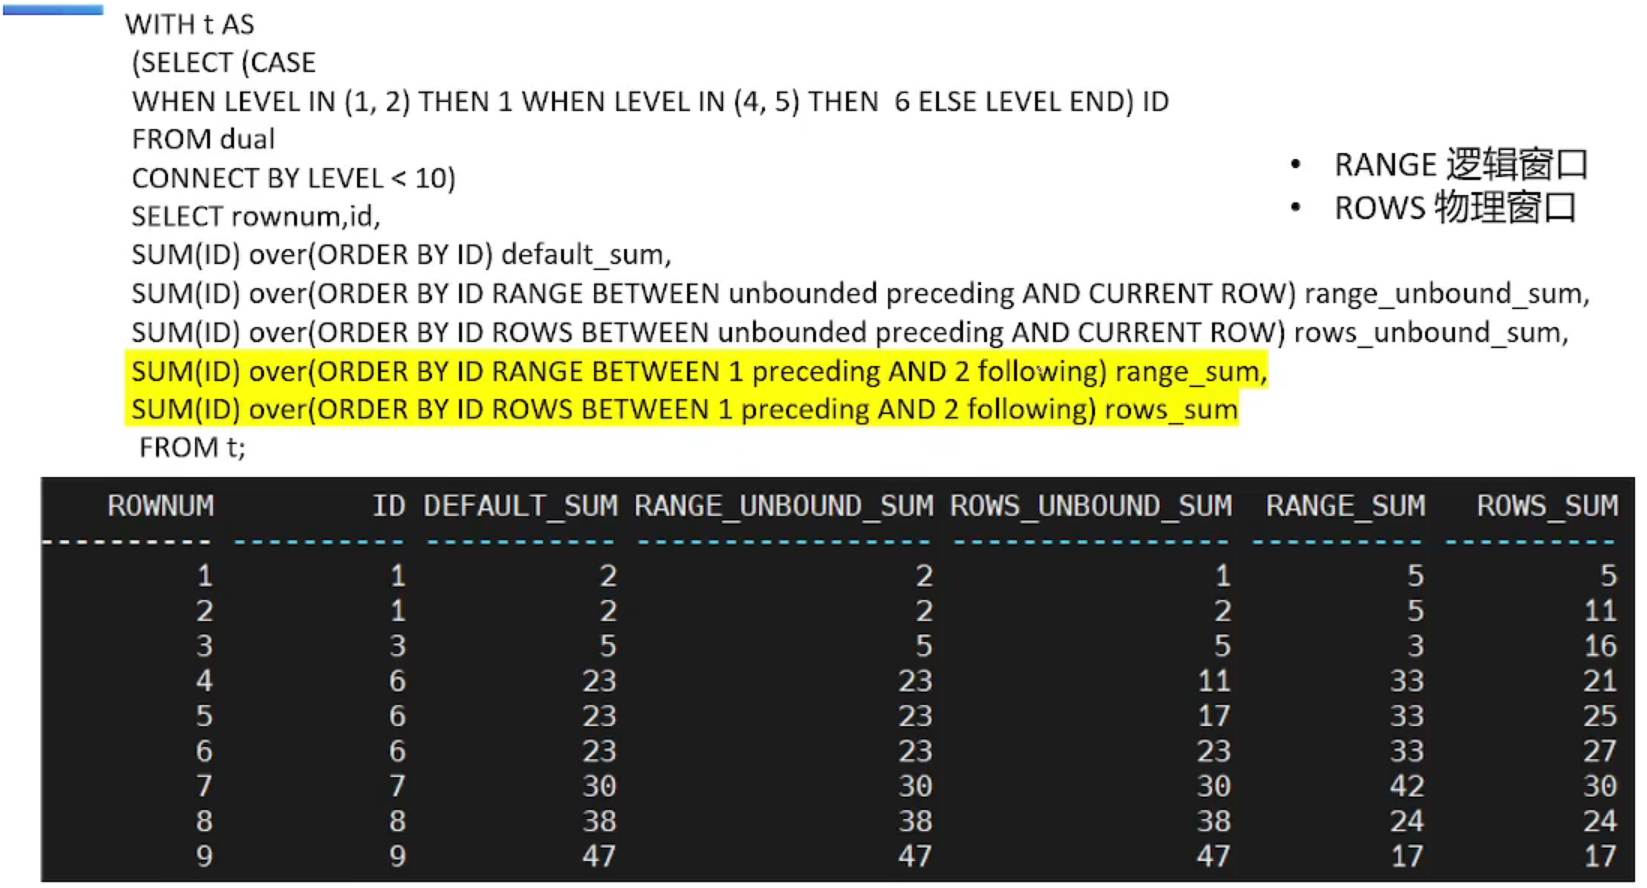 WITH t AS
(SELECT (CASE
WHEN LEVEL IN (1, 2) THEN 1 WHEN LEVEL IN (4, 5) THEN  6 ELSE LEVEL END) ID
FROM dual
CONNECT BY LEVEL < 10)
SELECT rownum,id,
SUM(ID) over(ORDER BY ID) default_sum,
SUM(ID) over(ORDER BY ID RANGE BETWEEN unbounded preceding AND CURRENT ROW) range_unbound_sum,
SUM(ID) over(ORDER BY ID ROWS BETWEEN unbounded preceding AND CURRENT ROW) rows_unbound_sum,
SUM(ID) over(ORDER BY ID RANGE BETWEEN 1 preceding AND 2 following) range_sum,
SUM(ID) over(ORDER BY ID ROWS BETWEEN 1 preceding AND 2 following) rows_sum
FROM t;
• RANGE 逻辑窗口
• ROWS 物理窗口
ROWNUM ID DEFAULT_SUM RANGE_UNBOUND_SUM ROWS_UNBOUND_SUM RANGE_SUM ROWS_SUM
---------- ---------- ----------- ----------------- ---------------- ---------- ----------
1 1 2 2 1 5 5
2 1 2 2 2 5 11
3 3 5 5 5 3 16
4 6 23 23 11 33 21
5 6 23 23 17 33 25
6 6 23 23 23 33 27
7 7 30 30 30 42 30
8 8 38 38 38 24 24
9 9 47 47 47 17 17